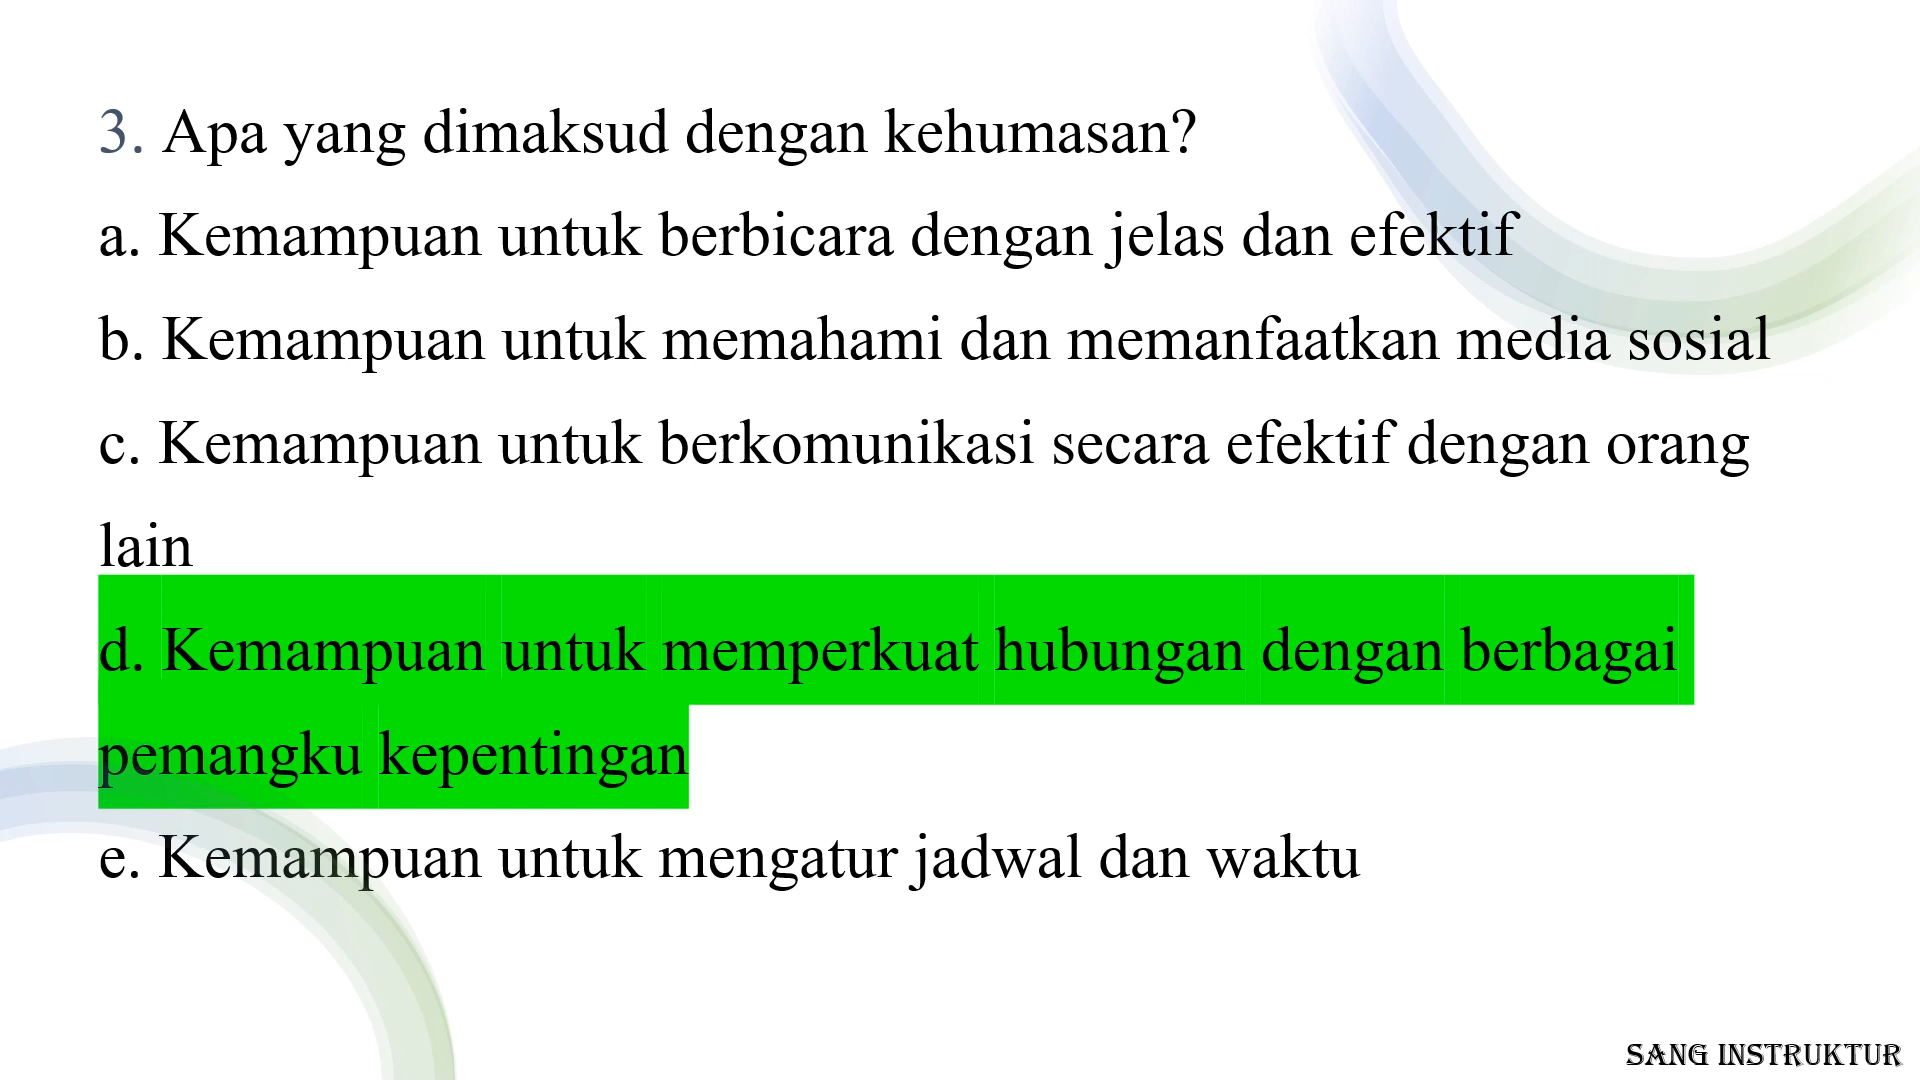 3. Apa yang dimaksud dengan kehumasan?
a. Kemampuan untuk berbicara dengan jelas dan efektif
b. Kemampuan untuk memahami dan memanfaatkan media sosial
c. Kemampuan untuk berkomunikasi secara efektif dengan orang
lain
d. Kemampuan untuk memperkuat hubungan dengan berbagai
pemangku kepentingan
e. Kemampuan untuk mengatur jadwal dan waktu
SANG INSTRUKTUR